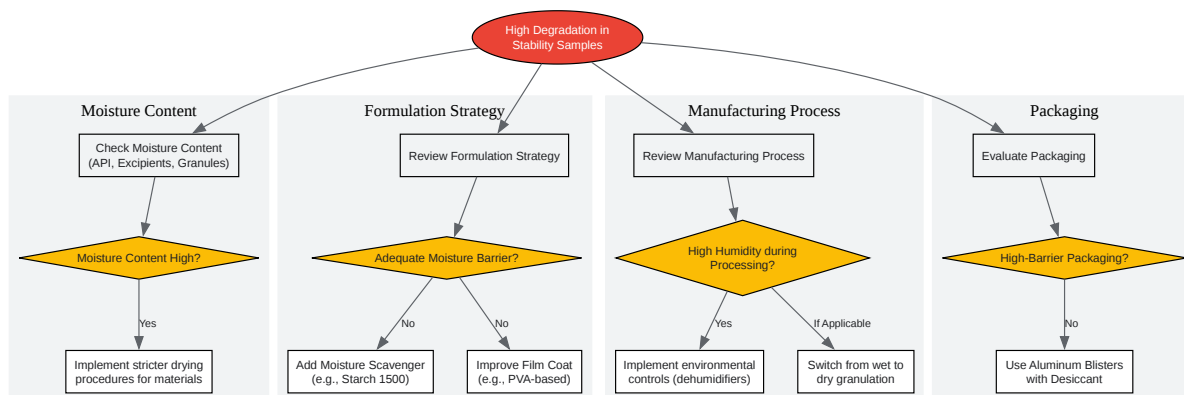 High Degradation in
Stability Samples
Moisture Content
Check Moisture Content
(API, Excipients, Granules)
Moisture Content High?
Yes
Implement stricter drying
procedures for materials
Formulation Strategy
Review Formulation Strategy
Adequate Moisture Barrier?
No
No
Add Moisture Scavenger
(e.g., Starch 1500)
Improve Film Coat
(e.g., PVA-based)
Manufacturing Process
Review Manufacturing Process
High Humidity during
Processing?
Yes
If Applicable
Implement environmental
controls (dehumidifiers)
Switch from wet to
dry granulation
Packaging
Evaluate Packaging
High-Barrier Packaging?
No
Use Aluminum Blisters
with Desiccant